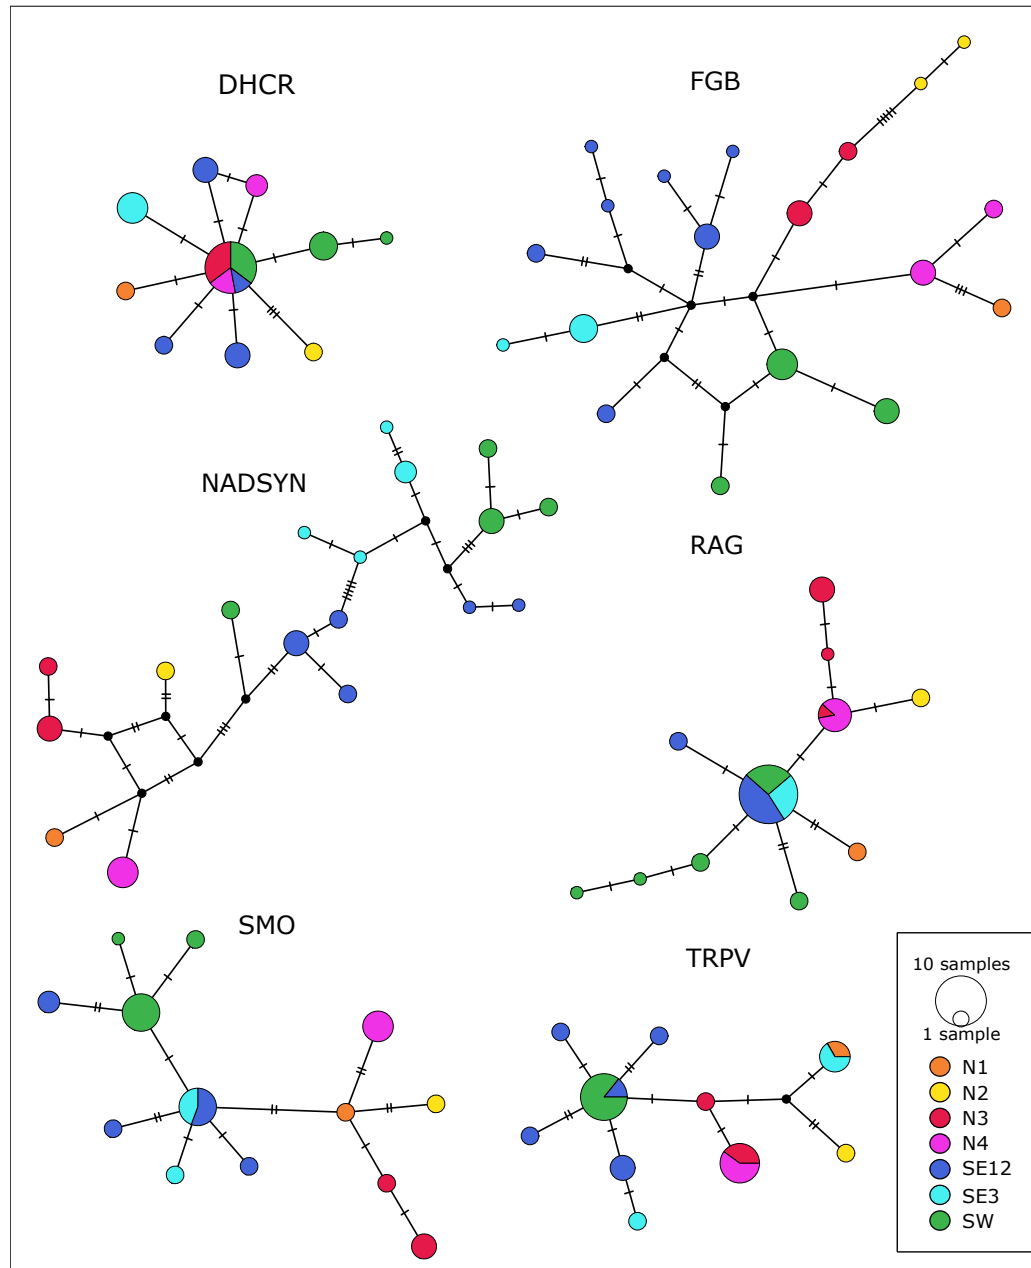 DHCR
FGB
NADSYN
RAG
SMO
TRPV
10 samples
1 sample
N1
N2
N3
N4
SE12
SE3
SW